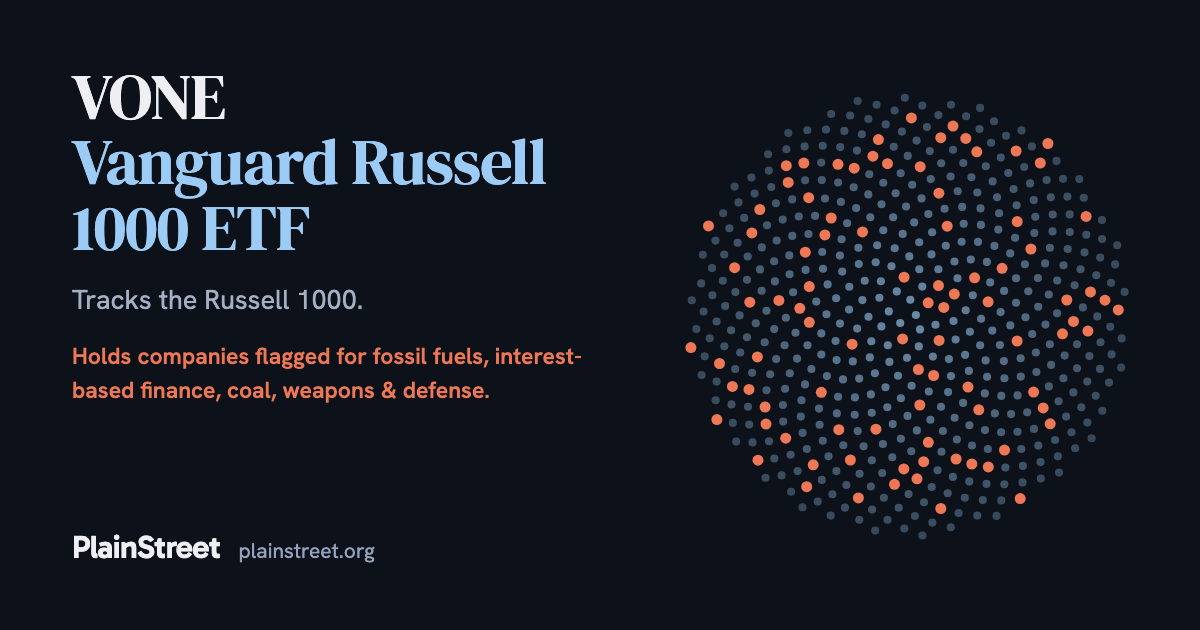 VONE
Vanguard Russell
1000 ETF
Tracks the Russell 1000.
Holds companies flagged for fossil fuels, interest-
based finance, coal, weapons & defense.
PlainStreet plainstreet.org